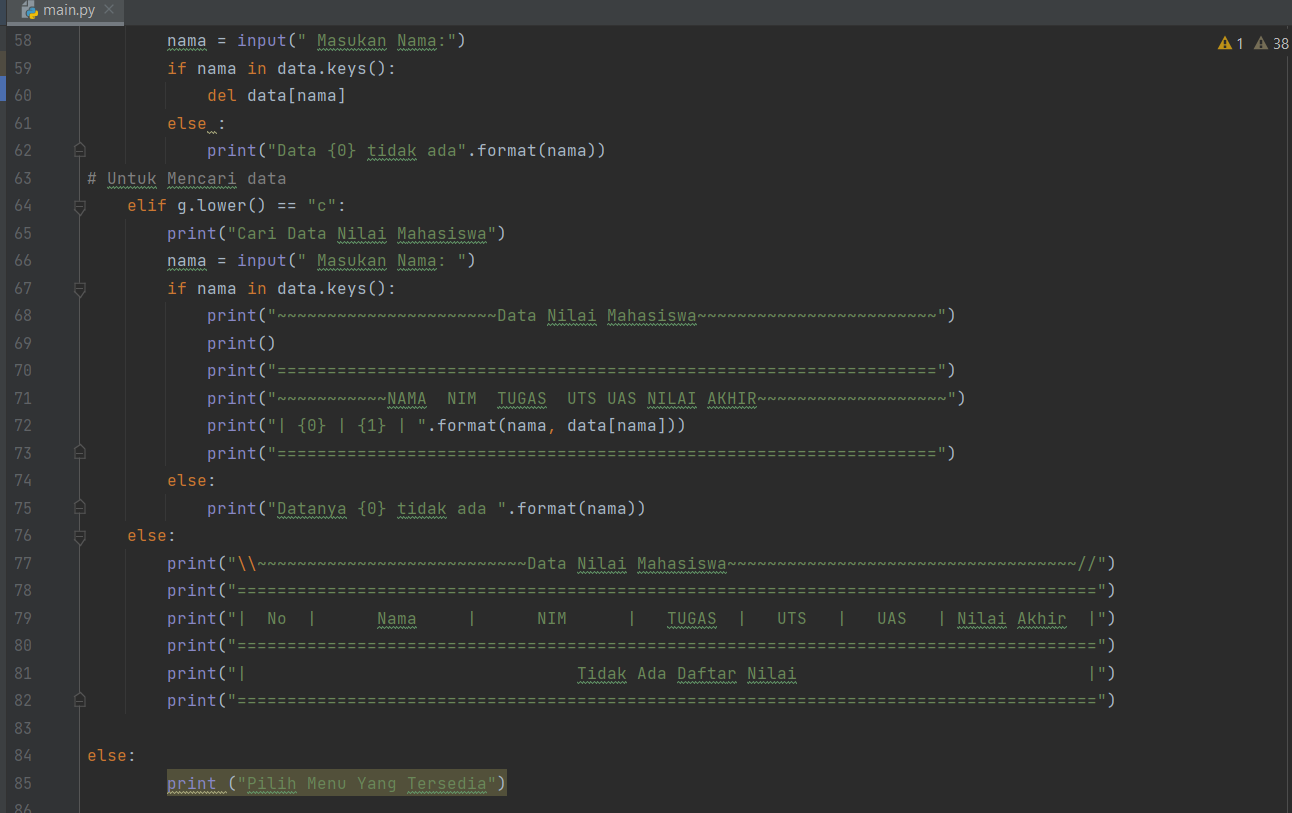 main.py
58 nama = input(" Masukan Nama:")
1 38
59 if nama in data.keys():
60 del data[nama]
61 else :
62 print("Data {0} tidak ada".format(nama))
63 # Untuk Mencari data
64 elif g.lower() == "c":
65 print("Cari Data Nilai Mahasiswa")
66 nama = input(" Masukan Nama: ")
67 if nama in data.keys():
68 print("~~~~~~~~~~~~~~~~~~~~~~Data Nilai Mahasiswa~~~~~~~~~~~~~~~~~~~~~~~~")
69 print()
70 print("==================================================================")
71 print("~~~~~~~~~~~NAMA  NIM  TUGAS  UTS UAS NILAI AKHIR~~~~~~~~~~~~~~~~~~~")
72 print("| {0} | {1} | ".format(nama, data[nama]))
73 print("==================================================================")
74 else:
75 print("Datanya {0} tidak ada ".format(nama))
76 else:
77 print("\\~~~~~~~~~~~~~~~~~~~~~~~~~~~Data Nilai Mahasiswa~~~~~~~~~~~~~~~~~~~~~~~~~~~~~~~~~~~//")
78 print("======================================================================================")
79 print("|  No  |      Nama     |      NIM      |   TUGAS  |   UTS   |   UAS   | Nilai Akhir  |")
80 print("======================================================================================")
81 print("|                                 Tidak Ada Daftar Nilai                             |")
82 print("======================================================================================")
83
84 else:
85 print ("Pilih Menu Yang Tersedia")
86